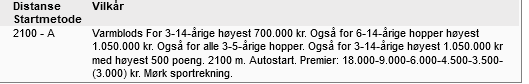 Distanse Vilkår
Startmetode
2100 - A Varmblods For 3-14-årige høyest 700.000 kr. Også for 6-14-årige hopper høyest
1.050.000 kr. Også for alle 3-5-årige hopper. Også for 3-14-årige høyest 1.050.000 kr
med høyest 500 poeng. 2100 m. Autostart. Premier: 18.000-9.000-6.000-4.500-3.500-
(3.000) kr. Mørk sportrekning.